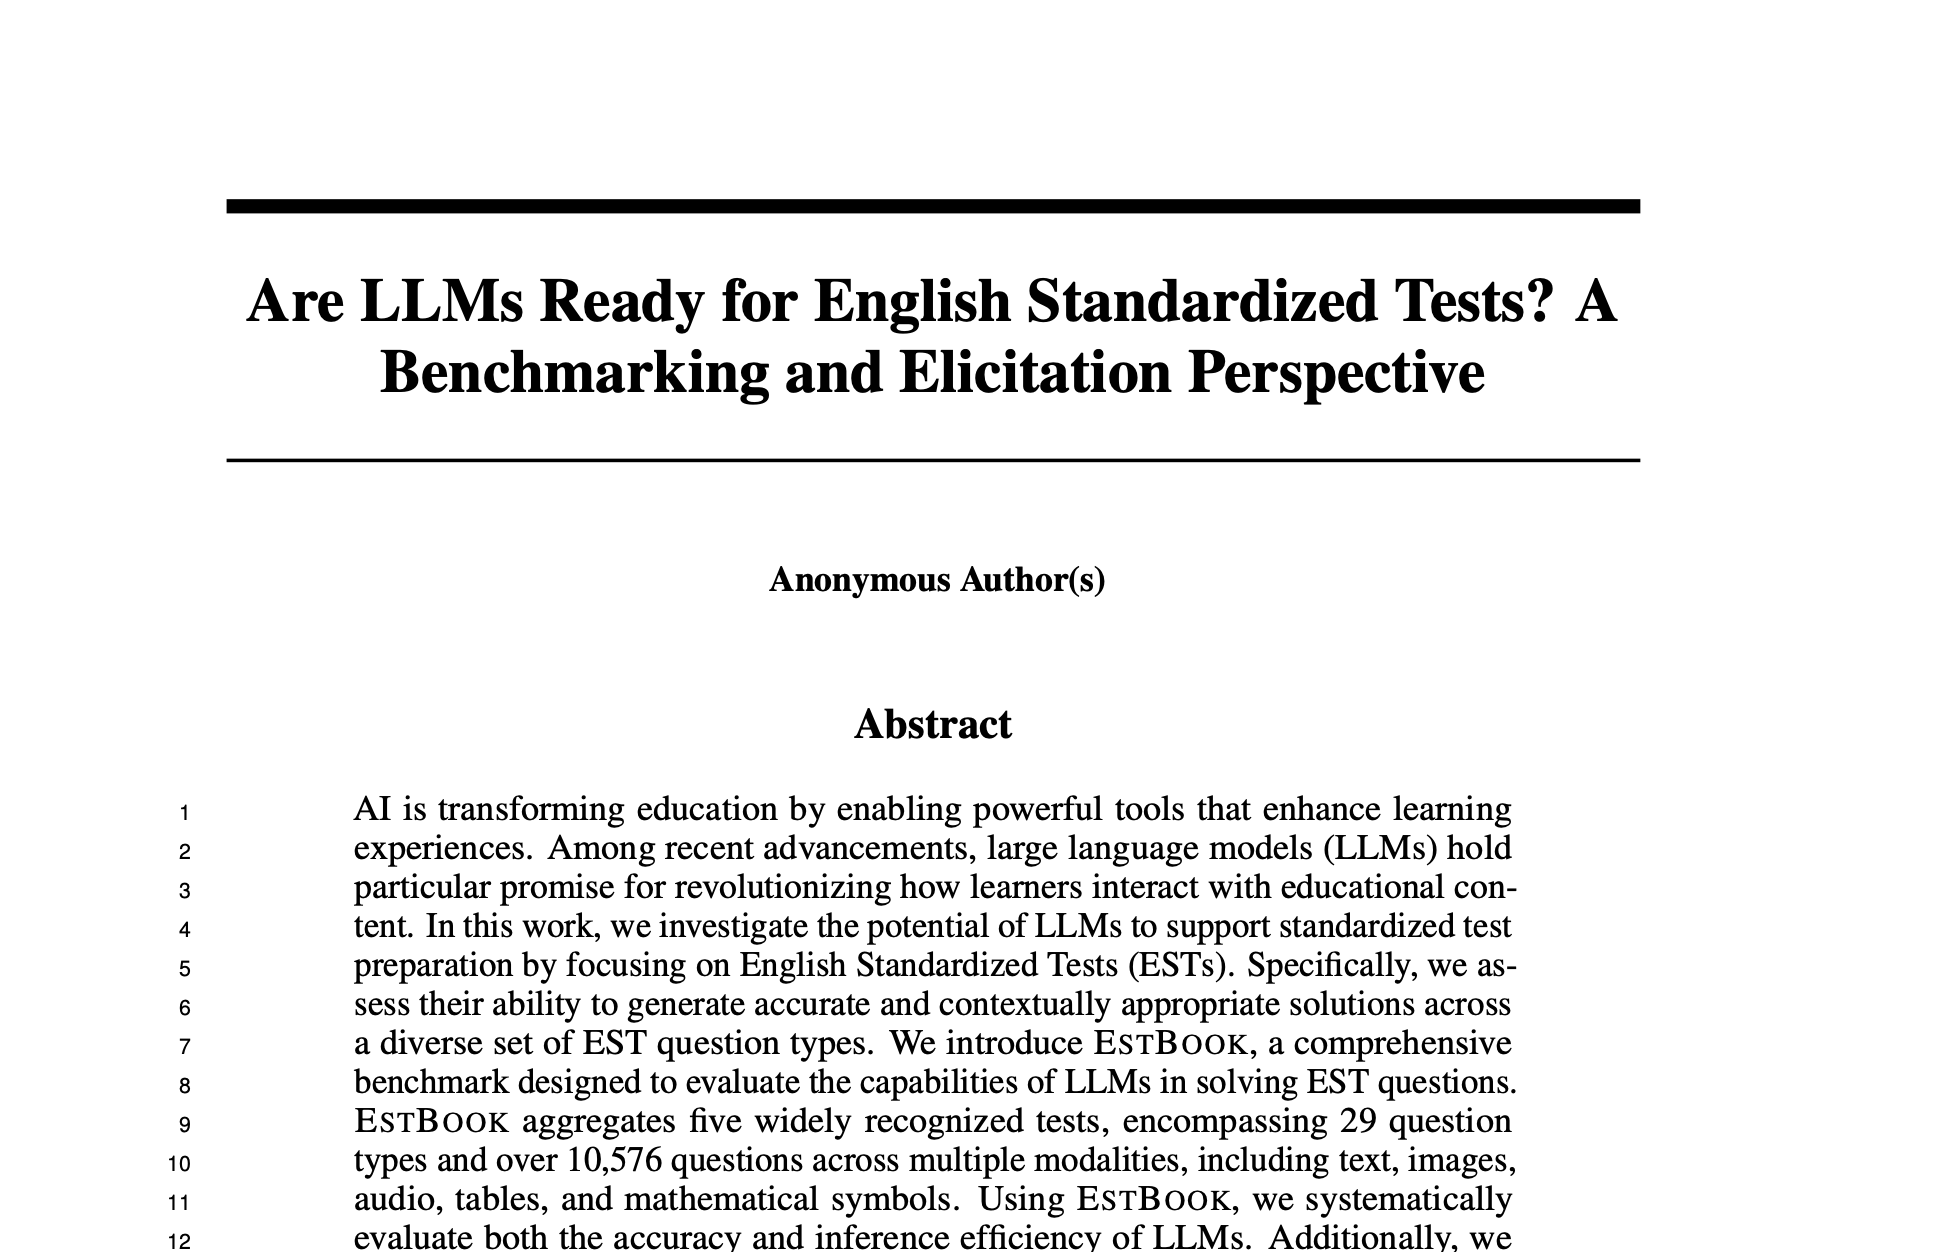 Are LLMs Ready for English Standardized Tests? A
Benchmarking and Elicitation Perspective
Anonymous Author(s)
Abstract
1 AI is transforming education by enabling powerful tools that enhance learning
2 experiences. Among recent advancements, large language models (LLMs) hold
3 particular promise for revolutionizing how learners interact with educational con-
4 tent. In this work, we investigate the potential of LLMs to support standardized test
5 preparation by focusing on English Standardized Tests (ESTs). Specifically, we as-
6 sess their ability to generate accurate and contextually appropriate solutions across
7 a diverse set of EST question types. We introduce ESTBOOK, a comprehensive
8 benchmark designed to evaluate the capabilities of LLMs in solving EST questions.
9 ESTBOOK aggregates five widely recognized tests, encompassing 29 question
10 types and over 10,576 questions across multiple modalities, including text, images,
11 audio, tables, and mathematical symbols. Using ESTBOOK, we systematically
12 evaluate both the accuracy and inference efficiency of LLMs. Additionally, we